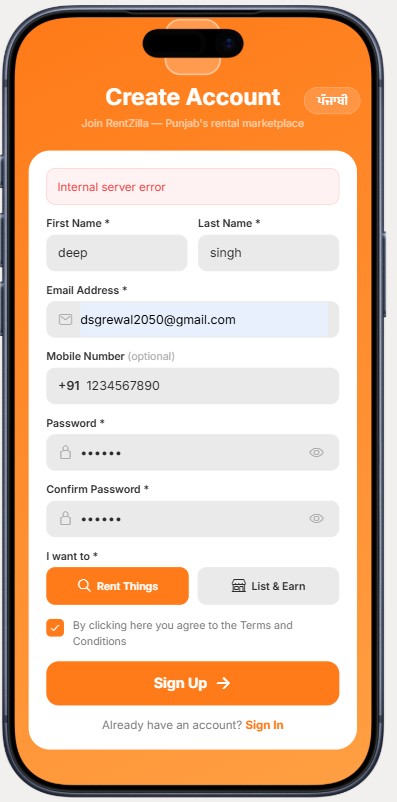 Create Account
ਪੰਜਾਬੀ
Join RentZilla — Punjab's rental marketplace
Internal server error
First Name * Last Name *
deep singh
Email Address *
dsgrewal2050@gmail.com
Mobile Number (optional)
+91 1234567890
Password *
••••••
Confirm Password *
••••••
I want to *
Rent Things List & Earn
By clicking here you agree to the Terms and
Conditions
Sign Up →
Already have an account? Sign In